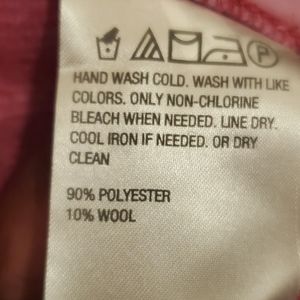 P
HAND WASH COLD. WASH WITH LIKE
COLORS. ONLY NON-CHLORINE
BLEACH WHEN NEEDED. LINE DRY.
COOL IRON IF NEEDED. OR DRY
CLEAN
90% POLYESTER
10% WOOL